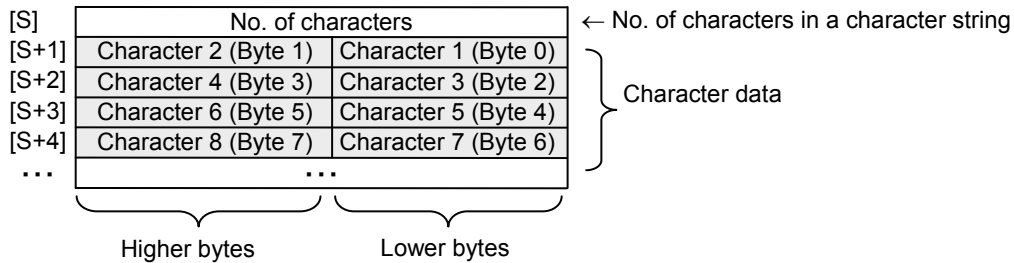 [S] No. of characters ← No. of characters in a character string
[S+1] Character 2 (Byte 1) Character 1 (Byte 0)
[S+2] Character 4 (Byte 3) Character 3 (Byte 2)
Character data
[S+3] Character 6 (Byte 5) Character 5 (Byte 4)
[S+4] Character 8 (Byte 7) Character 7 (Byte 6)
... ...
Higher bytes Lower bytes